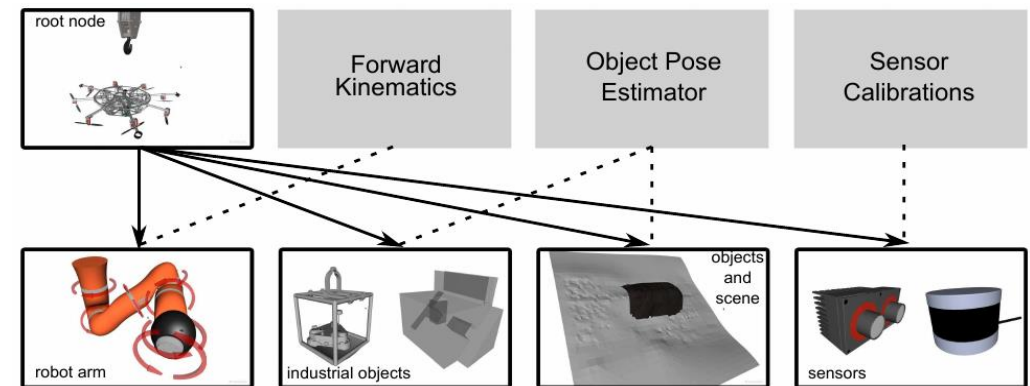 root node
Forward
Kinematics
Object Pose
Estimator
Sensor
Calibrations
robot arm
industrial objects
objects
and
scene
sensors